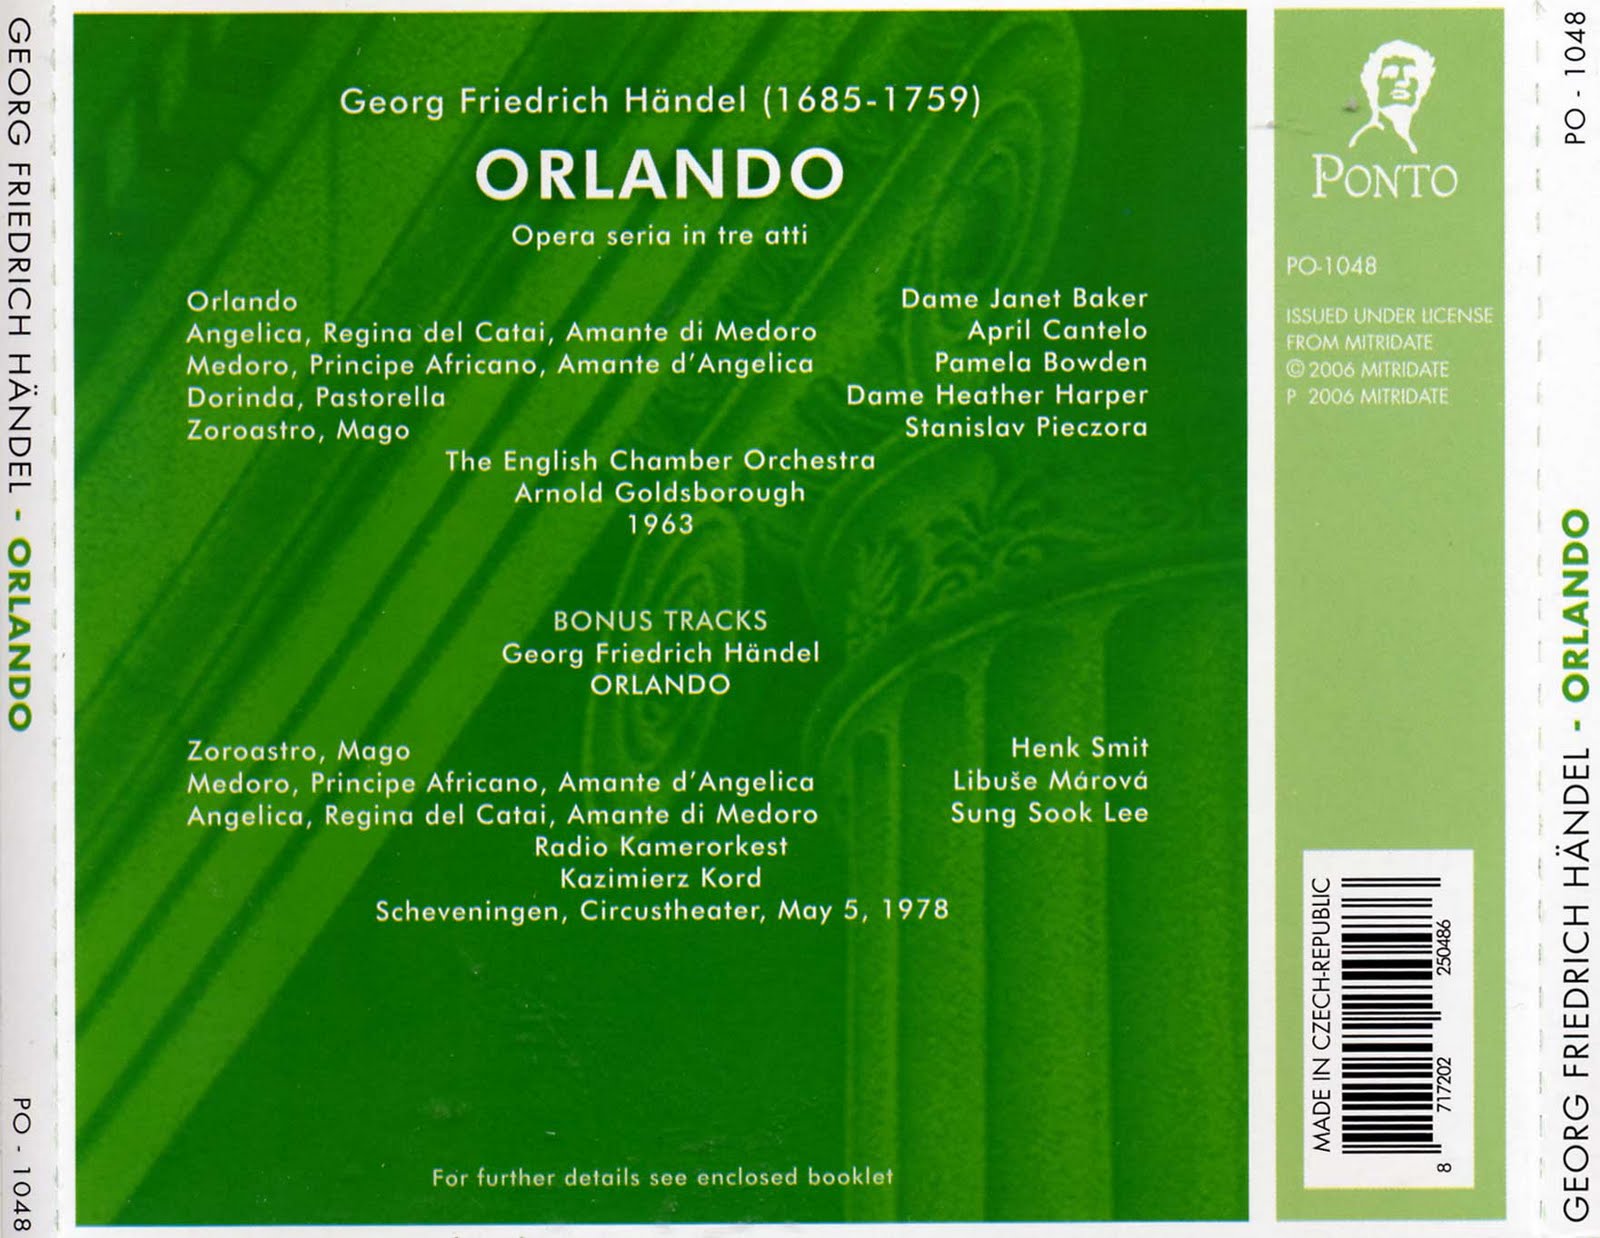 GEORG FRIEDRICH HÄNDEL - ORLANDO
PO - 1048
Georg Friedrich Händel (1685-1759)
ORLANDO
Opera seria in tre atti
Orlando Dame Janet Baker
Angelica, Regina del Catai, Amante di Medoro April Cantelo
Medoro, Principe Africano, Amante d'Angelica Pamela Bowden
Dorinda, Pastorella Dame Heather Harper
Zoroastro, Mago Stanislav Pieczora
The English Chamber Orchestra
Arnold Goldsborough
1963
BONUS TRACKS
Georg Friedrich Händel
ORLANDO
Zoroastro, Mago Henk Smit
Medoro, Principe Africano, Amante d'Angelica Libuše Márová
Angelica, Regina del Catai, Amante di Medoro Sung Sook Lee
Radio Kamerorkest
Kazimierz Kord
Scheveningen, Circustheater, May 5, 1978
For further details see enclosed booklet
PONTO
PO-1048
ISSUED UNDER LICENSE
FROM MITRIDATE
© 2006 MITRIDATE
P 2006 MITRIDATE
MADE IN CZECH-REPUBLIC
8 717202 250486
PO - 1048
GEORG FRIEDRICH HÄNDEL - ORLANDO